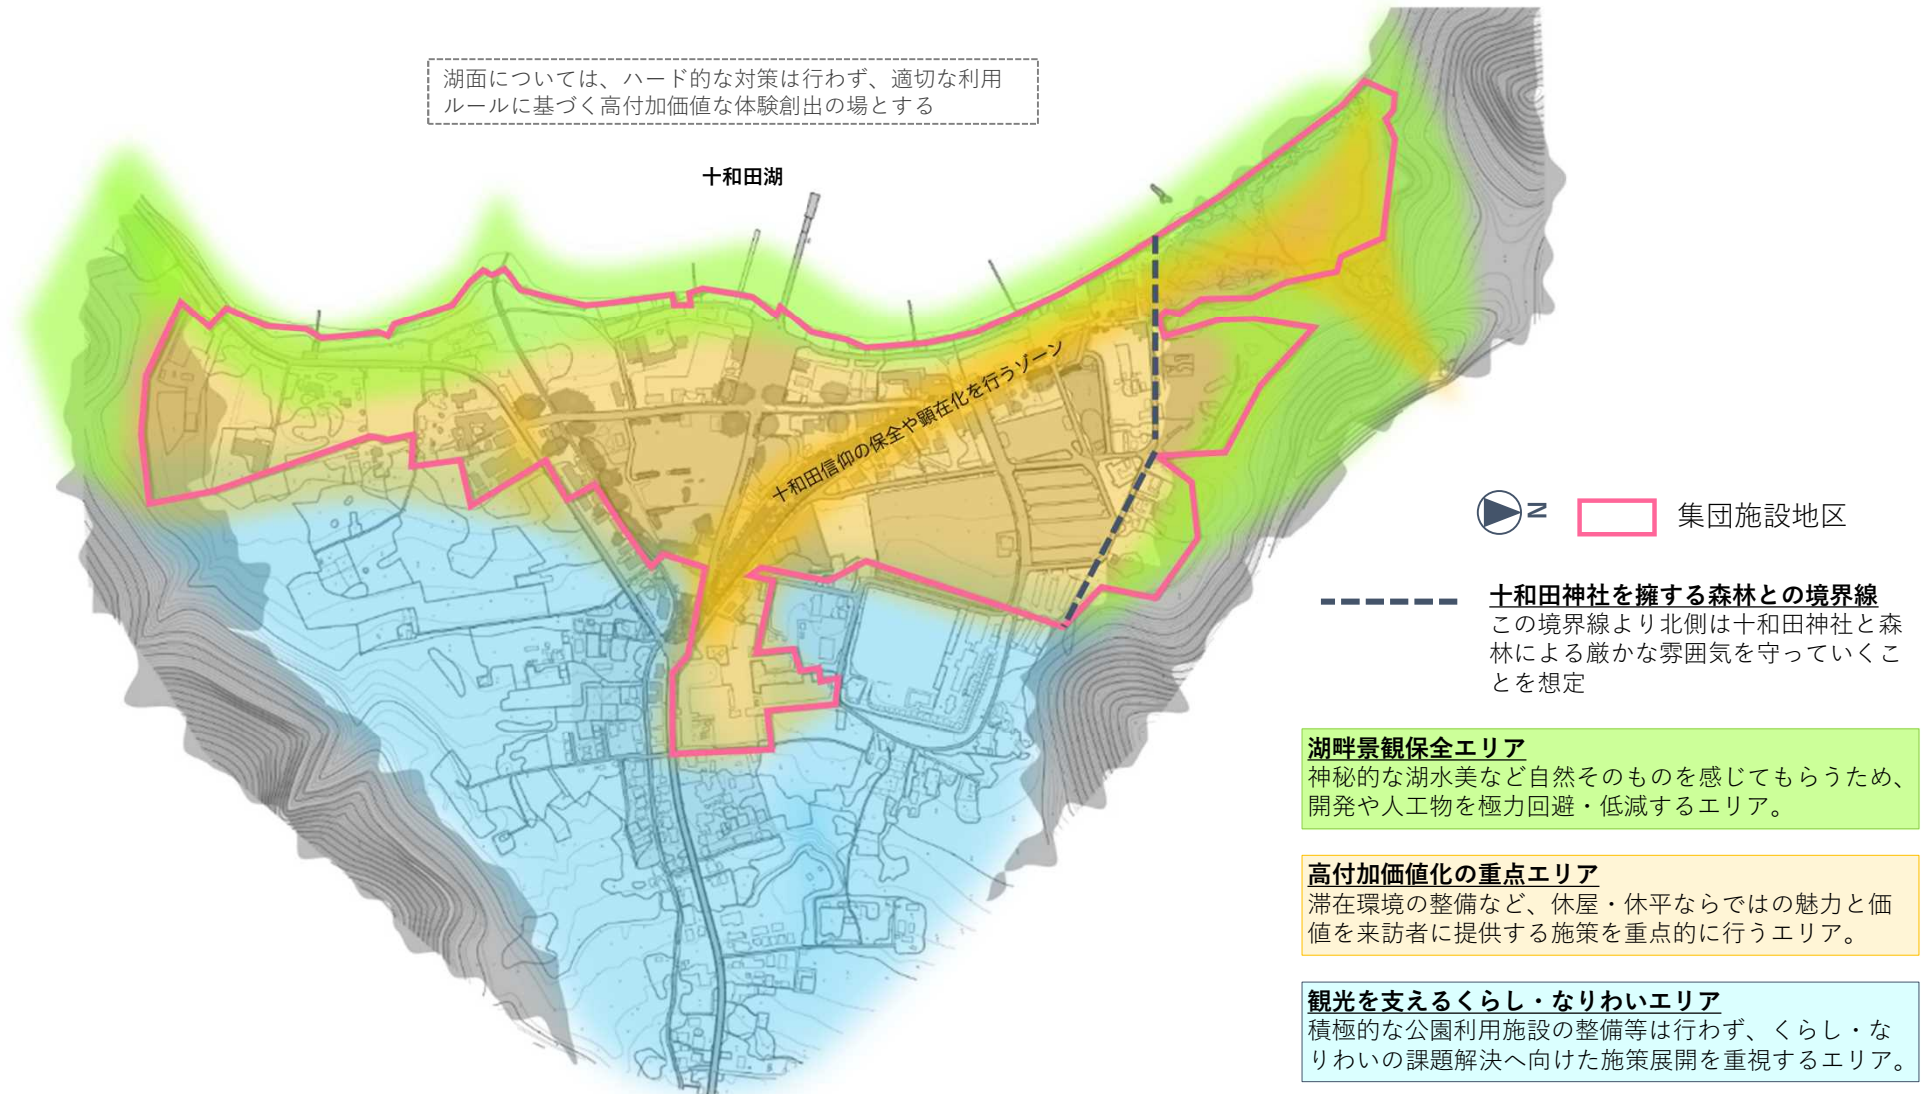 湖面については、ハード的な対策は行わず、適切な利用
ルールに基づく高付加価値な体験創出の場とする
十和田湖
十和田信仰の保全や顕在化を行うゾーン
N
集団施設地区
十和田神社を擁する森林との境界線
この境界線より北側は十和田神社と森
林による厳かな雰囲気を守っていくこ
とを想定
湖畔景観保全エリア
神秘的な湖水美など自然そのものを感じてもらうため、
開発や人工物を極力回避・低減するエリア。
高付加価値化の重点エリア
滞在環境の整備など、休屋・休平ならではの魅力と価
値を来訪者に提供する施策を重点的に行うエリア。
観光を支えるくらし・なりわいエリア
積極的な公園利用施設の整備等は行わず、くらし・な
りわいの課題解決へ向けた施策展開を重視するエリア。